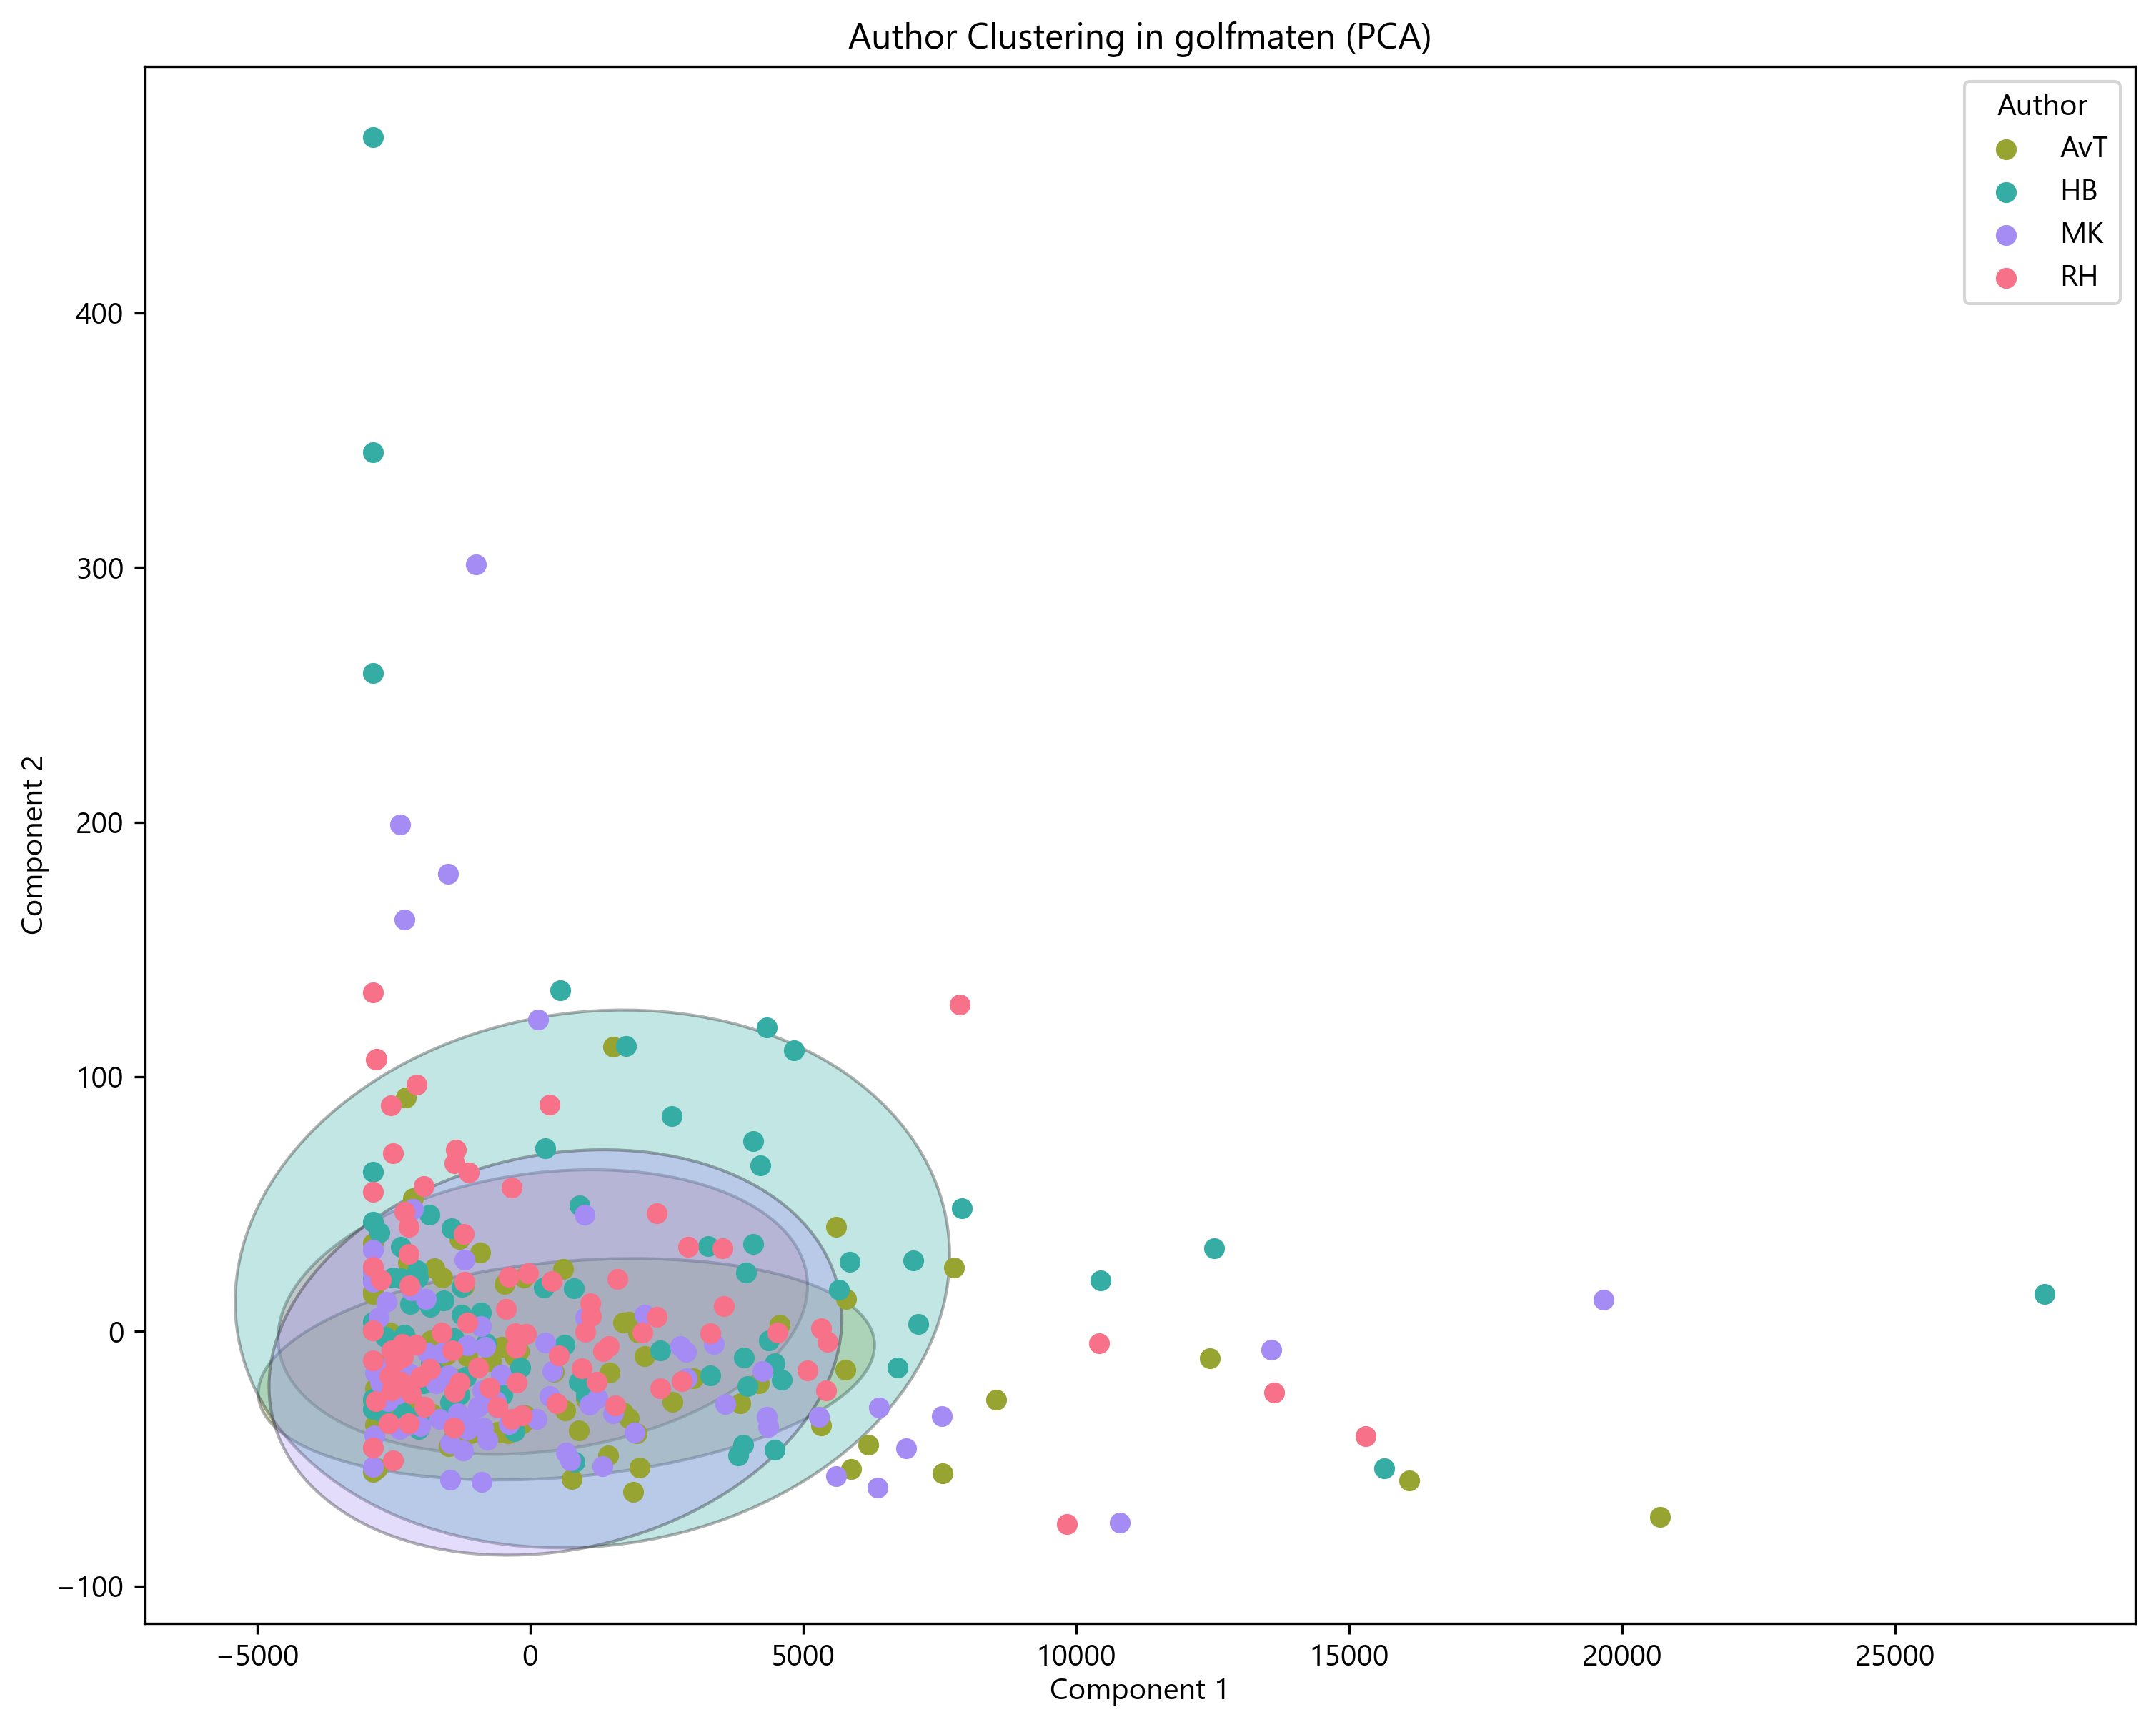 Author Clustering in golfmaten (PCA)
Author
AvT
HB
MK
RH
400
300
200
100
0
−100
Component 2
−5000
0
5000
10000
15000
20000
25000
Component 1